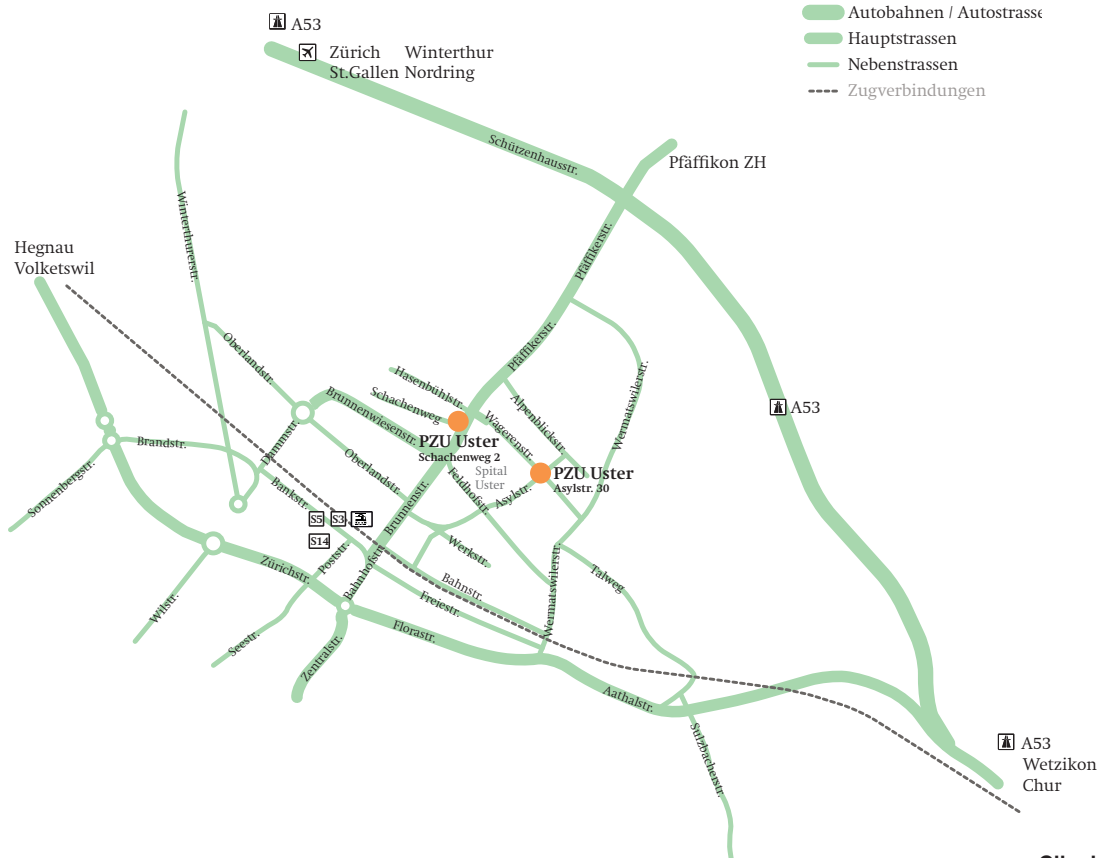 A53
Zürich Winterthur
St.Gallen Nordring
Autobahnen / Autostrasse
Hauptstrassen
Nebenstrassen
Zugverbindungen
Schützenhausstr.
Pfäffikon ZH
Winterthurerstr.
Pfäffikerstr.
Hegnau
Volketswil
Oberlandstr.
Pfäffikerstr.
Hasenbühlstr.
Schachenweg
Brunnenwiesenstr.
Alpenblickstr.
Wermatswilerstr.
A53
Wagerenstr.
PZU Uster
Schachenweg 2
Dammstr.
Brandstr.
Oberlandstr.
Spital
Uster
Feldhofstr.
PZU Uster
Asylstr. 30
Asylstr.
Sonnenbergstr.
Bankstr.
Brunnenstr.
S5 S3
S14
Werkstr.
Poststr.
Bahnhofstr.
Zürichstr.
Bahnstr.
Freiestr.
Wermatswilerstr.
Talweg
Wilstr.
Seestr.
Florastr.
Zentralstr.
Aathalstr.
Sulzbacherstr.
A53
Wetzikon
Chur